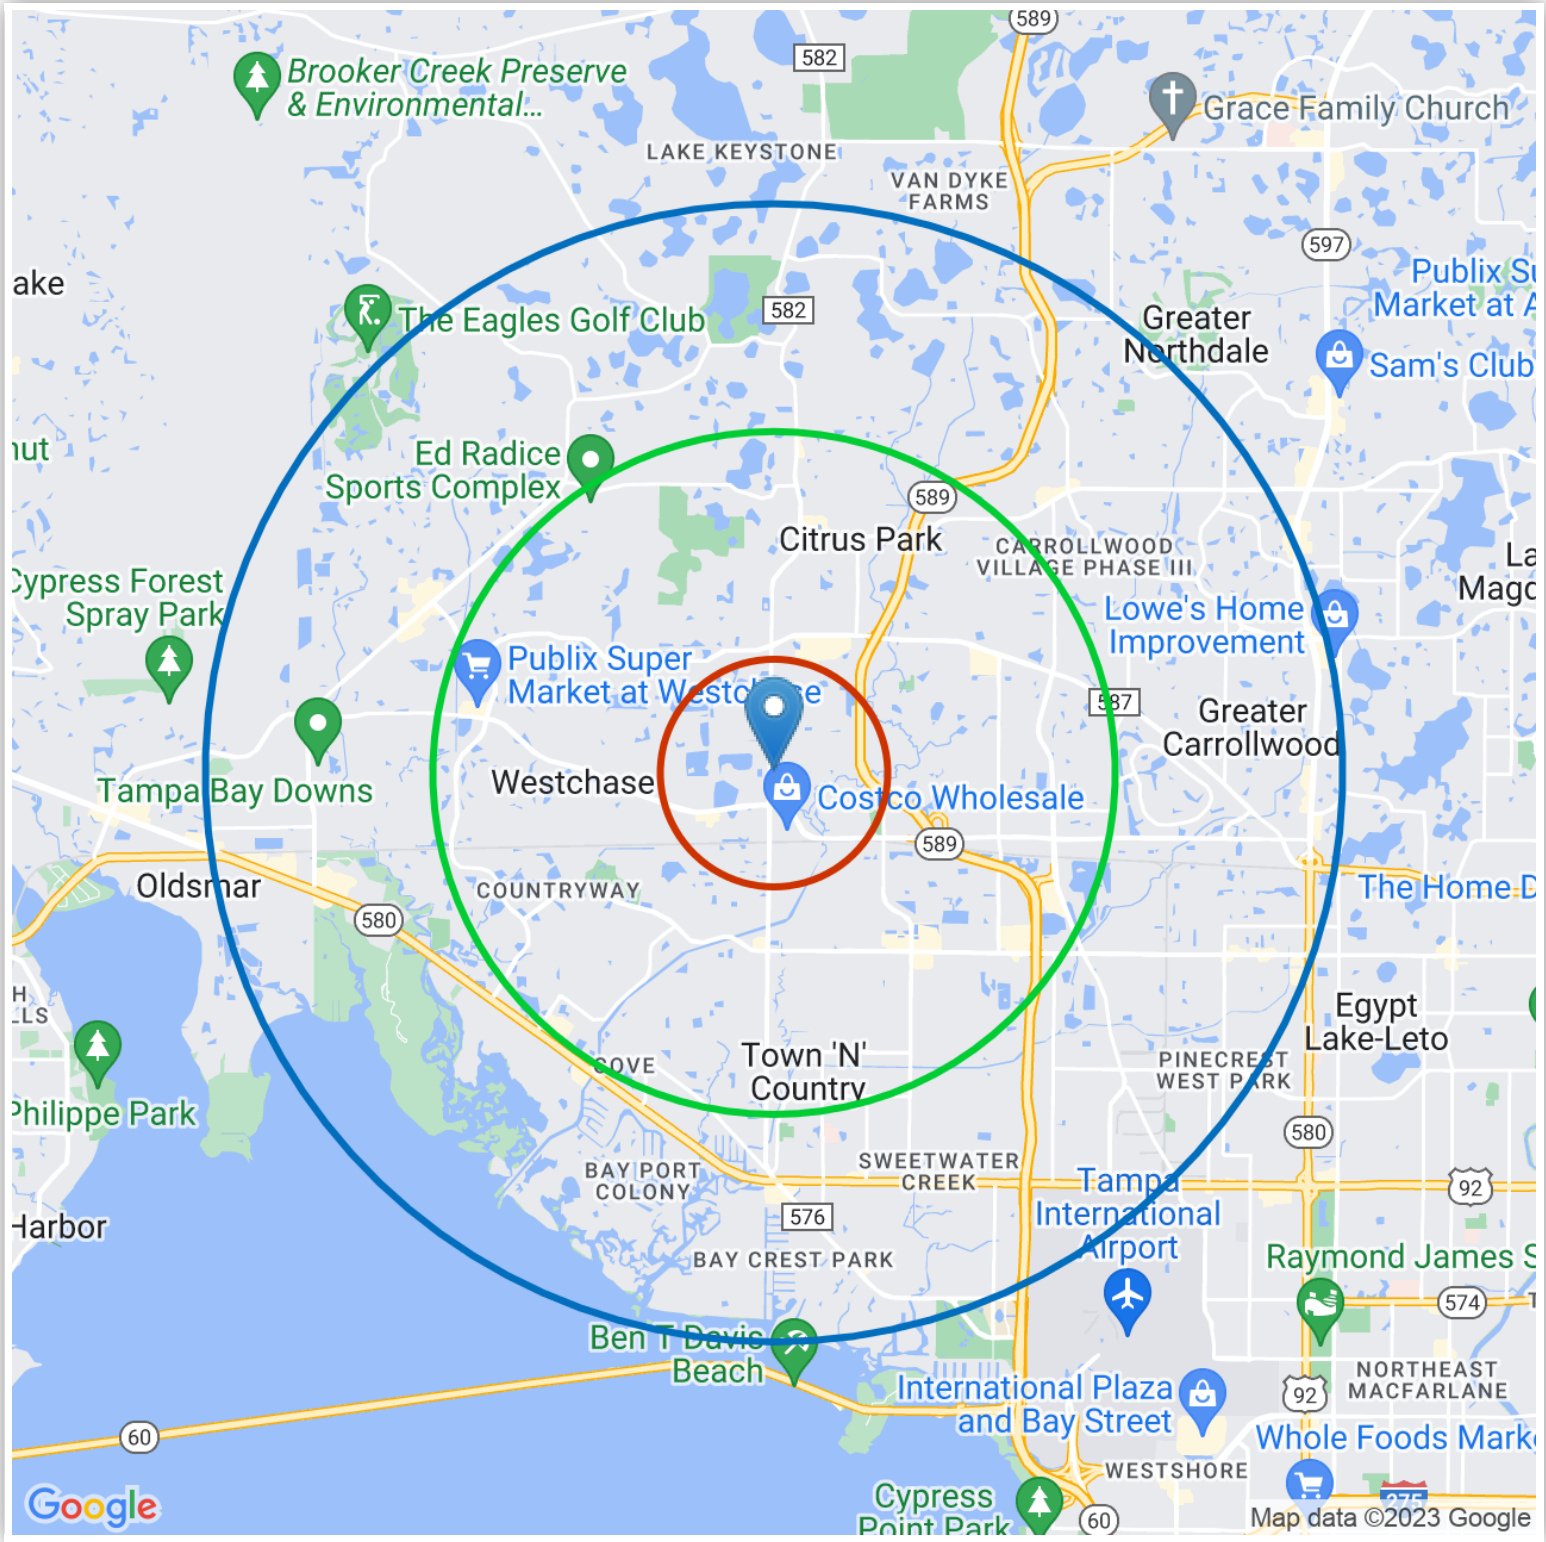 589
582
Brooker Creek Preserve
& Environmental...
Grace Family Church
LAKE KEYSTONE
VAN DYKE
FARMS
597
ake
Publix Su
Market at A
The Eagles Golf Club
582
Greater
Northdale
Sam's Club
nut
Ed Radice
Sports Complex
589
Citrus Park
CARROLLWOOD
VILLAGE PHASE III
La
Magd
Cypress Forest
Spray Park
Lowe's Home
Improvement
Publix Super
Market at Westchase
587
Greater
Carrollwood
Westchase
Tampa Bay Downs
Costco Wholesale
589
Oldsmar
COUNTRYWAY
The Home D
580
H
LLS
Egypt
Lake-Leto
Town 'N'
Country
COVE
PINECREST
WEST PARK
Philippe Park
580
BAY PORT
COLONY
SWEETWATER
CREEK
Tampa
International
Airport
92
576
Harbor
BAY CREST PARK
Raymond James S
574
T
Ben T Davis
Beach
International Plaza
and Bay Street
NORTHEAST
MACFARLANE
92
60
Whole Foods Marke
WESTSHORE
Cypress
Point Park
60
275
Google
Map data ©2023 Google